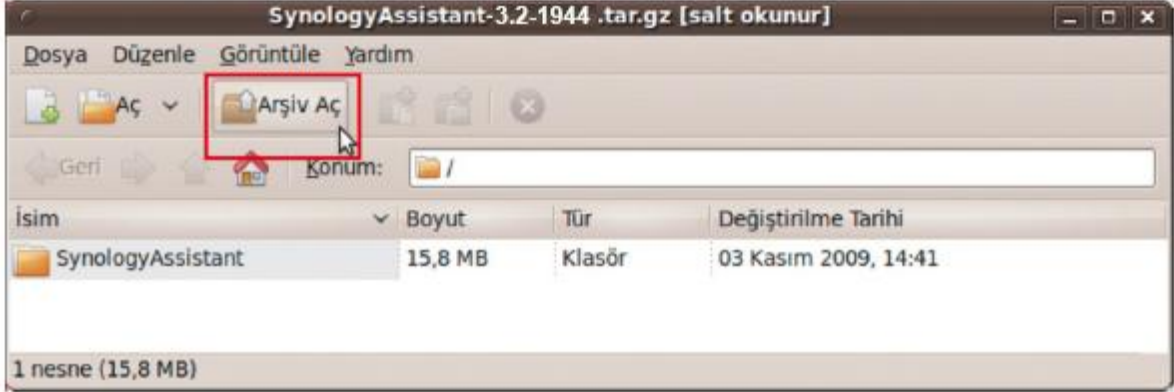 SynologyAssistant-3.2-1944 .tar.gz [salt okunur]
Dosya Düzenle Görüntüle Yardım
Aç Arşiv Aç
Geri Konum: /
İsim Boyut Tür Değiştirilme Tarihi
SynologyAssistant 15,8 MB Klasör 03 Kasım 2009, 14:41
1 nesne (15,8 MB)